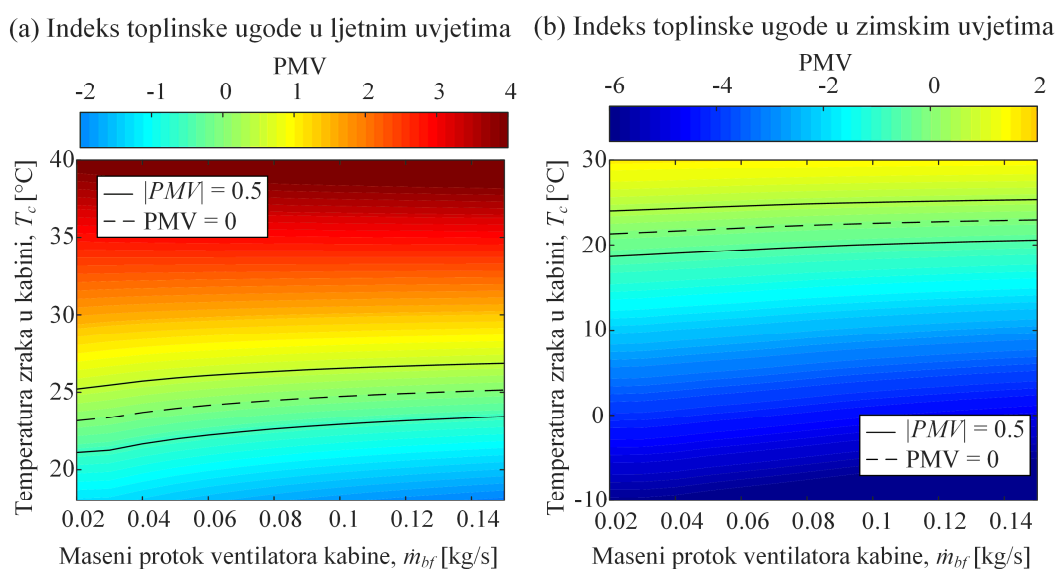 (a) Indeks toplinske ugode u ljetnim uvjetima
PMV
-2 -1 0 1 2 3 4
40
35
30
25
20
Temperatura zraka u kabini, T_c [°C]
|PMV| = 0.5
PMV = 0
0.02 0.04 0.06 0.08 0.1 0.12 0.14
Maseni protok ventilatora kabine, ṁ_bf [kg/s]
(b) Indeks toplinske ugode u zimskim uvjetima
PMV
-6 -4 -2 0 2
30
20
10
0
-10
Temperatura zraka u kabini, T_c [°C]
|PMV| = 0.5
PMV = 0
0.02 0.04 0.06 0.08 0.1 0.12 0.14
Maseni protok ventilatora kabine, ṁ_bf [kg/s]